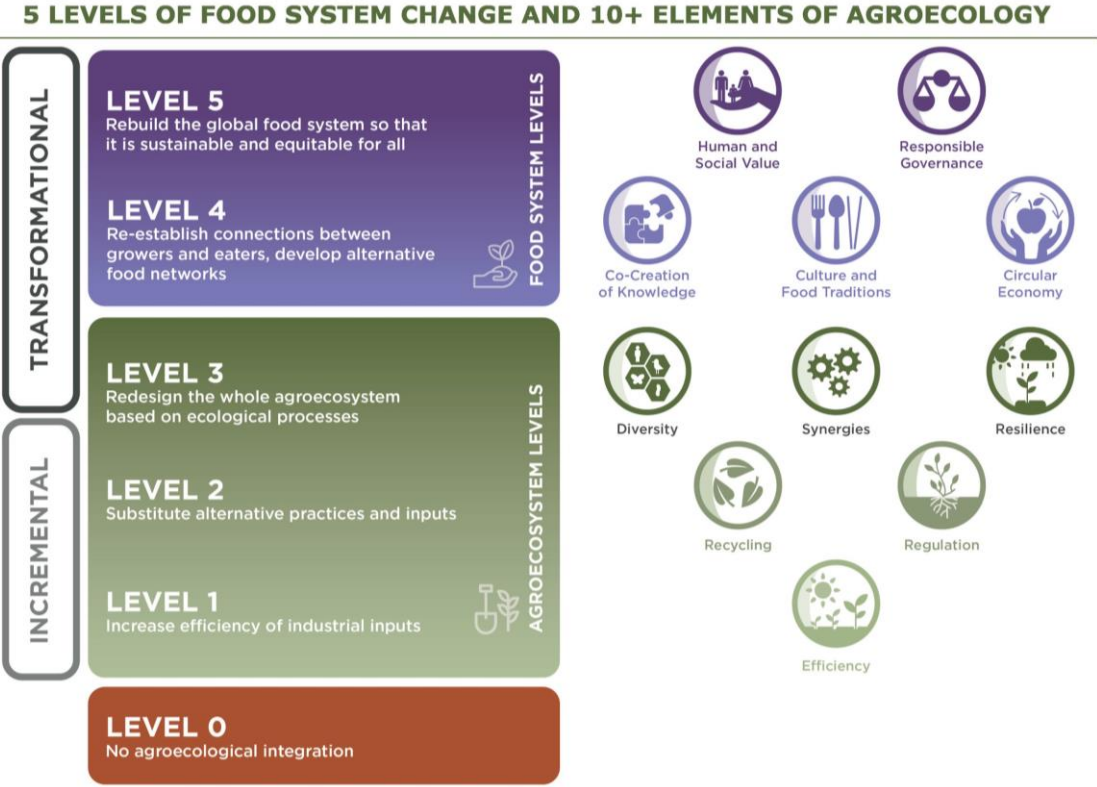 5 LEVELS OF FOOD SYSTEM CHANGE AND 10+ ELEMENTS OF AGROECOLOGY
TRANSFORMATIONAL
INCREMENTAL
LEVEL 5
Rebuild the global food system so that
it is sustainable and equitable for all
LEVEL 4
Re-establish connections between
growers and eaters, develop alternative
food networks
FOOD SYSTEM LEVELS
LEVEL 3
Redesign the whole agroecosystem
based on ecological processes
LEVEL 2
Substitute alternative practices and inputs
LEVEL 1
Increase efficiency of industrial inputs
AGROECOSYSTEM LEVELS
LEVEL 0
No agroecological integration
Human and
Social Value
Responsible
Governance
Co-Creation
of Knowledge
Culture and
Food Traditions
Circular
Economy
Diversity
Synergies
Resilience
Recycling
Regulation
Efficiency